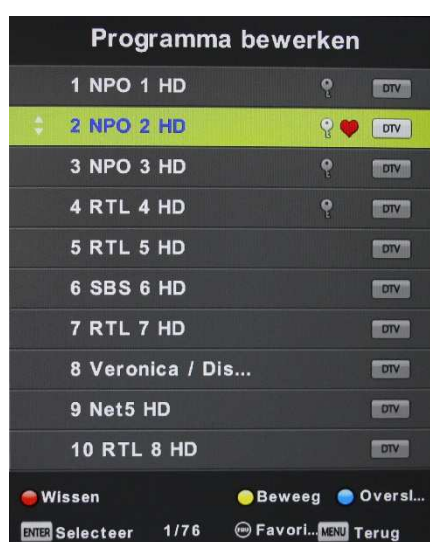 Programma bewerken
1 NPO 1 HD DTV
2 NPO 2 HD DTV
3 NPO 3 HD DTV
4 RTL 4 HD DTV
5 RTL 5 HD DTV
6 SBS 6 HD DTV
7 RTL 7 HD DTV
8 Veronica / Dis... DTV
9 Net5 HD DTV
10 RTL 8 HD DTV
Wissen Beweeg Oversl...
ENTER Selecteer 1/76 FAV Favori... MENU Terug